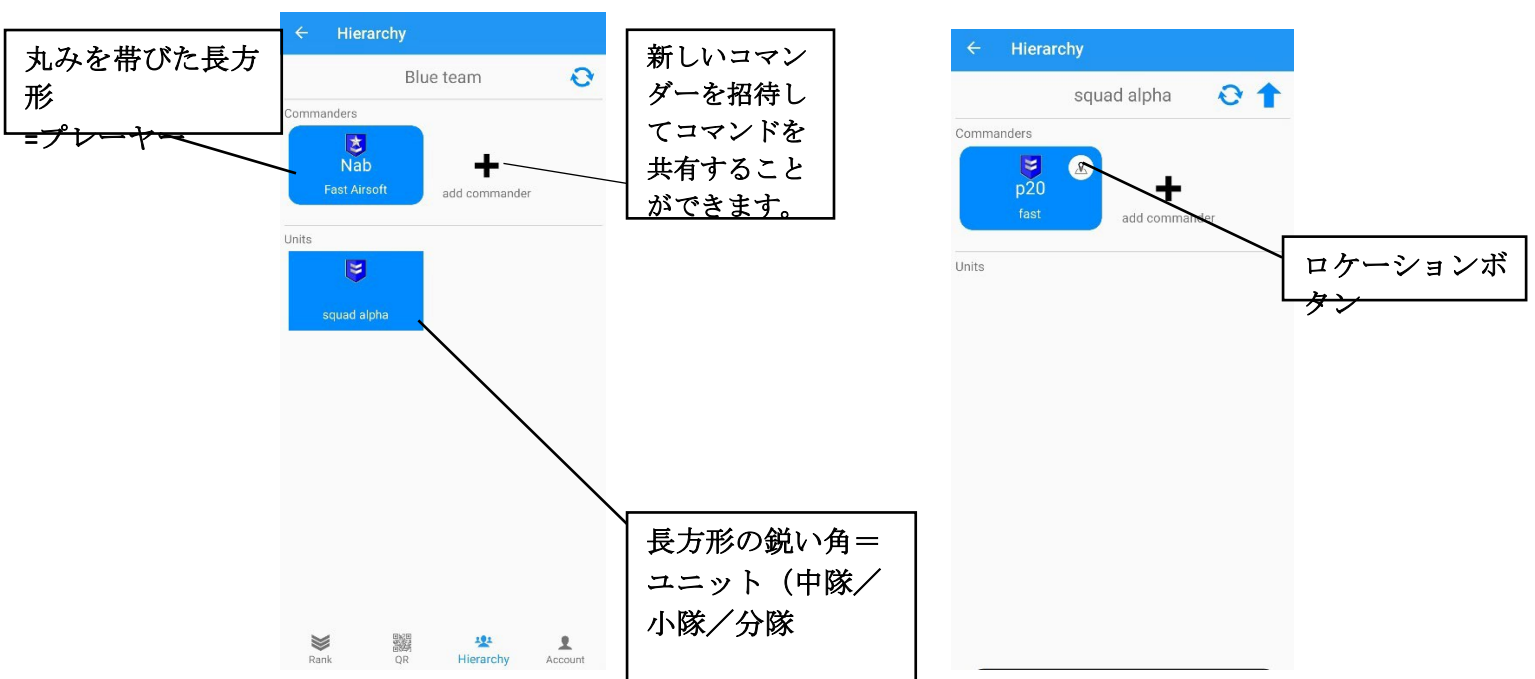 丸みを帯びた長方
形
=プレーヤー
Hierarchy
Blue team
Commanders
Nab
Fast Airsoft
add commander
Units
squad alpha
Rank
QR
Hierarchy
Account
新しいコマン
ダーを招待し
てコマンドを
共有すること
ができます。
長方形の鋭い角＝
ユニット（中隊／
小隊／分隊
Hierarchy
squad alpha
Commanders
p20
fast
add commander
Units
ロケーションボ
タン